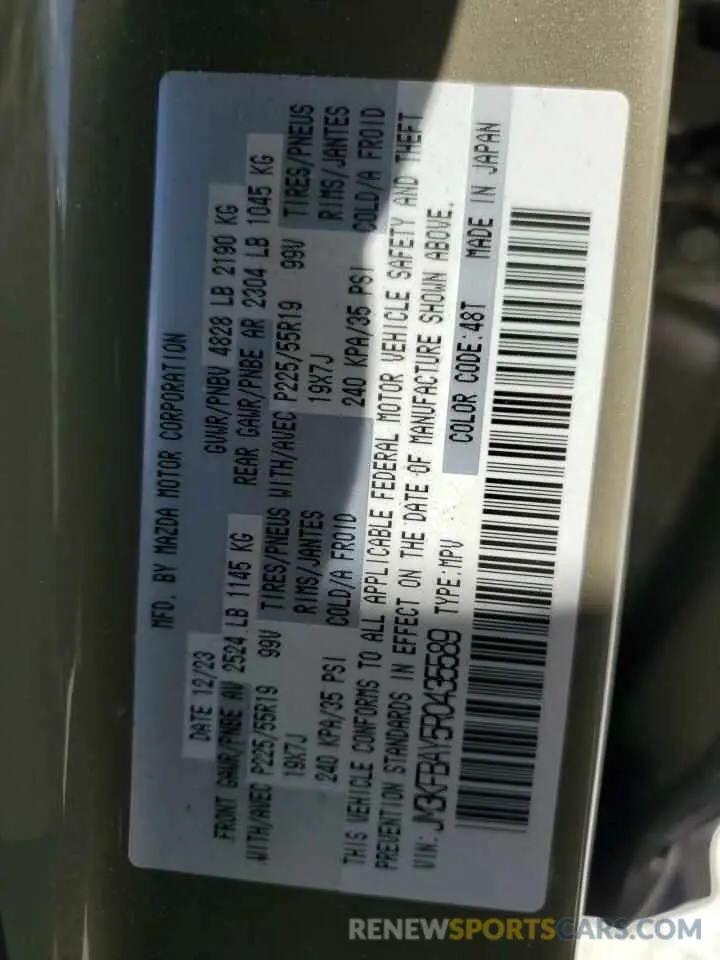 MFD. BY MAZDA MOTOR CORPORATION
DATE 12/23 GVWR/PNBV 4828 LB 2190 KG
FRONT GAWR/PNBE AV 2524 LB 1145 KG REAR GAWR/PNBE AR 2304 LB 1045 KG
WITH/AVEC P225/55R19 99V TIRES/PNEUS WITH/AVEC P225/55R19 99V TIRES/PNEUS
19X7J RIMS/JANTES 19X7J RIMS/JANTES
240 KPA/35 PSI COLD/A FROID 240 KPA/35 PSI COLD/A FROID
THIS VEHICLE CONFORMS TO ALL APPLICABLE FEDERAL MOTOR VEHICLE SAFETY AND THEFT
PREVENTION STANDARDS IN EFFECT ON THE DATE OF MANUFACTURE SHOWN ABOVE.
VIN: JM3KFBAY5R0435589 TYPE:MPV COLOR CODE:48T MADE IN JAPAN
RENEWSPORTSCARS.COM